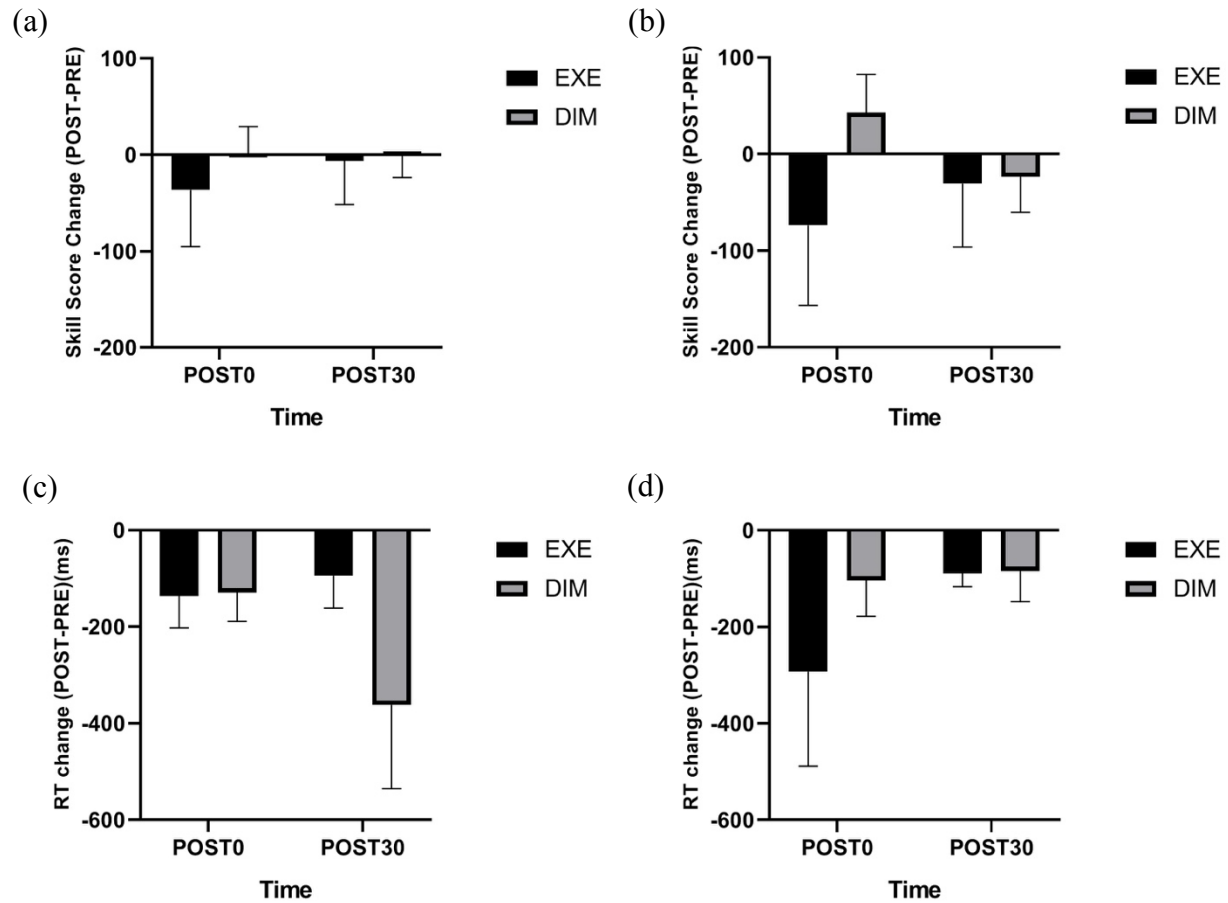 (a)
Skill Score Change (POST-PRE)
100
0
-100
-200
POST0
POST30
Time
EXE
DIM
(b)
Skill Score Change (POST-PRE)
100
0
-100
-200
POST0
POST30
Time
EXE
DIM
(c)
RT change (POST-PRE)(ms)
0
-200
-400
-600
POST0
POST30
Time
EXE
DIM
(d)
RT change (POST-PRE)(ms)
0
-200
-400
-600
POST0
POST30
Time
EXE
DIM